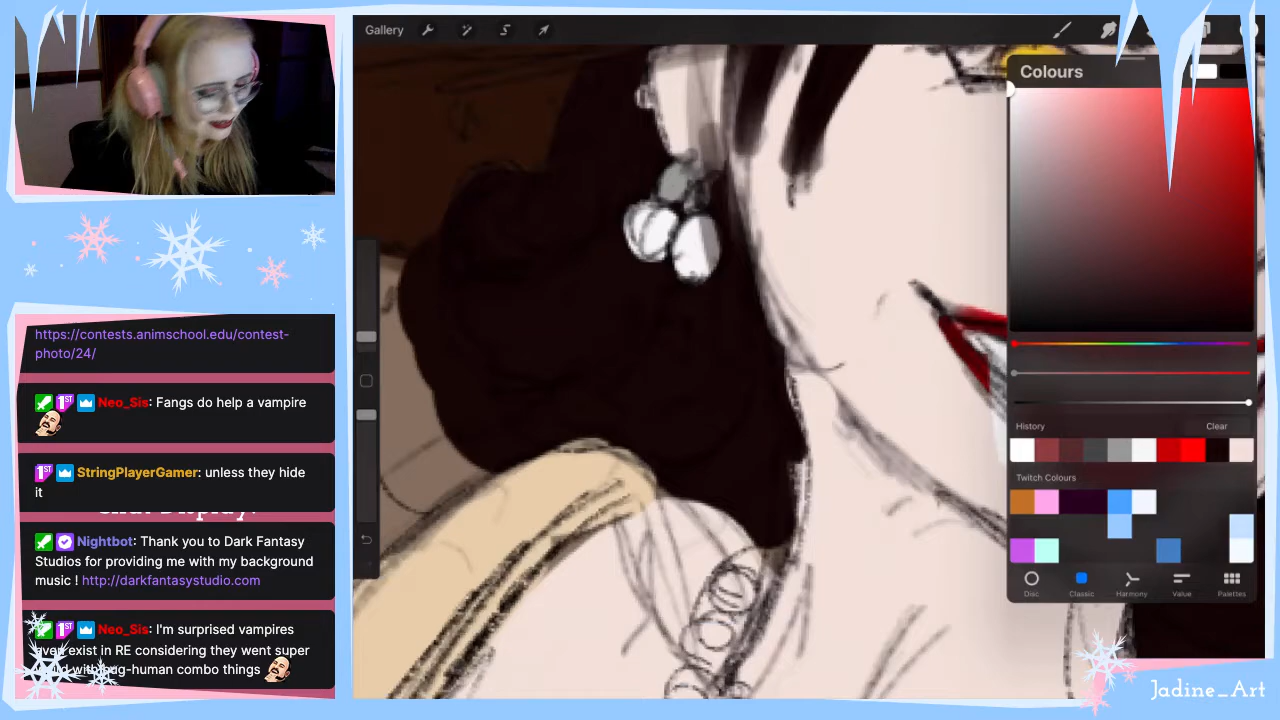 Gallery
Colours
https://contests.animschool.edu/contest-
photo/24/
Neo_Sis: Fangs do help a vampire
StringPlayerGamer: unless they hide
it
Nightbot: Thank you to Dark Fantasy
Studios for providing me with my background
music ! http://darkfantasystudio.com
Neo_Sis: I'm surprised vampires
even exist in RE considering they went super
with bug-human combo things
History
Clear
Twitch Colours
Disc
Classic
Harmony
Value
Palettes
Jadine_Art